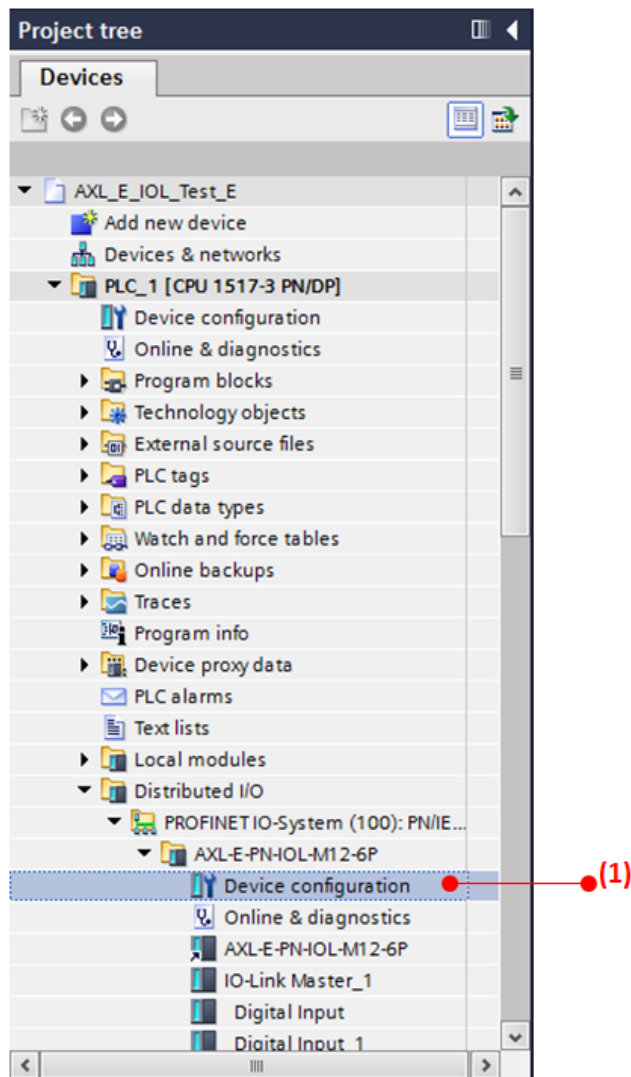 Project tree
Devices
AXL_E_IOL_Test_E
Add new device
Devices & networks
PLC_1 [CPU 1517-3 PN/DP]
Device configuration
Online & diagnostics
Program blocks
Technology objects
External source files
PLC tags
PLC data types
Watch and force tables
Online backups
Traces
Program info
Device proxy data
PLC alarms
Text lists
Local modules
Distributed I/O
PROFINET IO-System (100): PN/IE...
AXL-E-PN-IOL-M12-6P
Device configuration
(1)
Online & diagnostics
AXL-E-PN-IOL-M12-6P
IO-Link Master_1
Digital Input
Digital Input_1